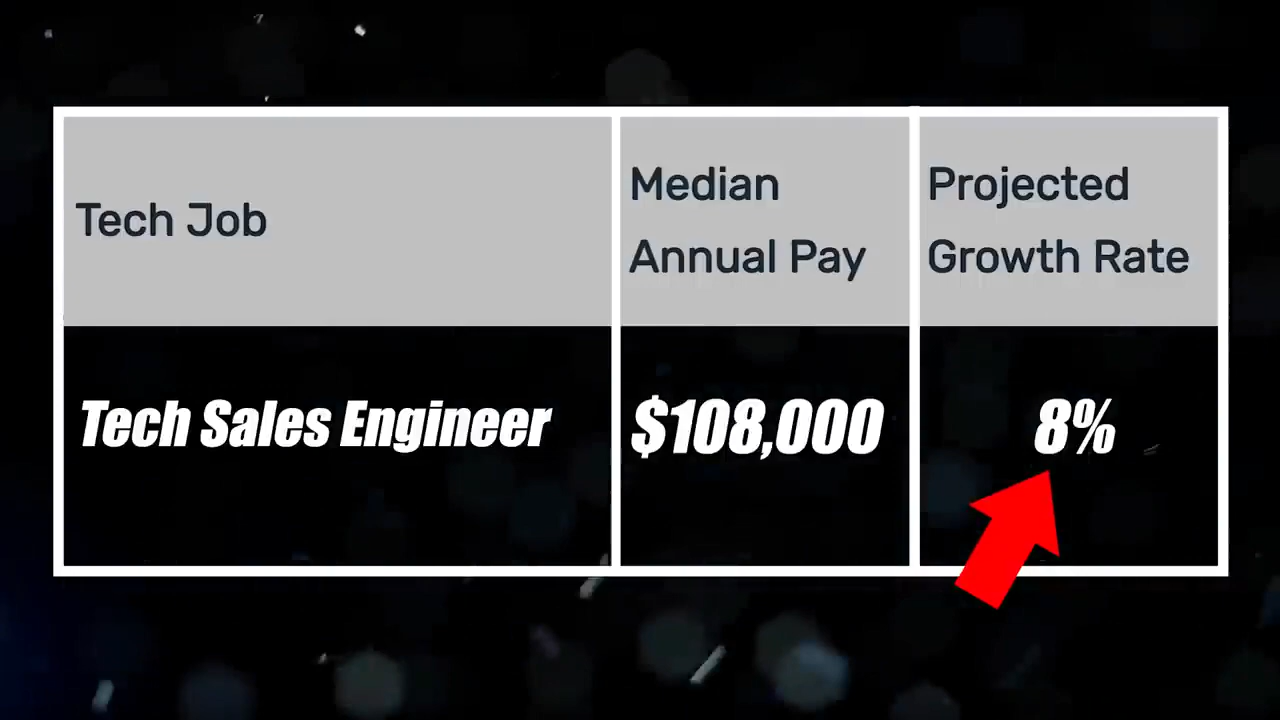 Tech Job
Median
Annual Pay
Projected
Growth Rate
Tech Sales Engineer
$108,000
8%